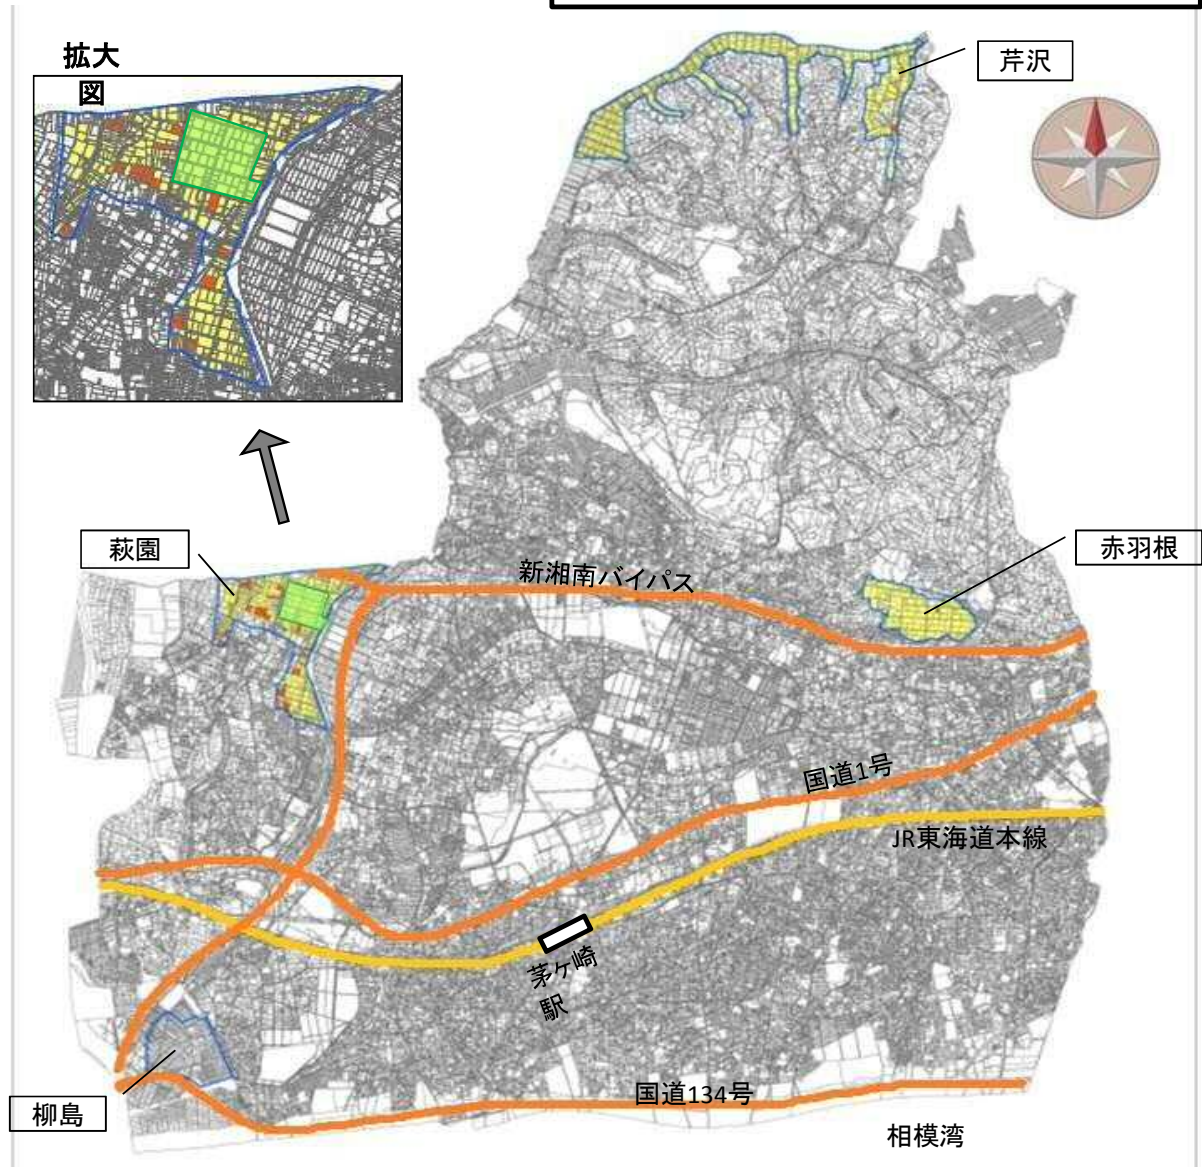 拡大
図
芹沢
萩園
新湘南バイパス
赤羽根
国道1号
JR東海道本線
茅ヶ崎
駅
柳島
国道134号
相模湾